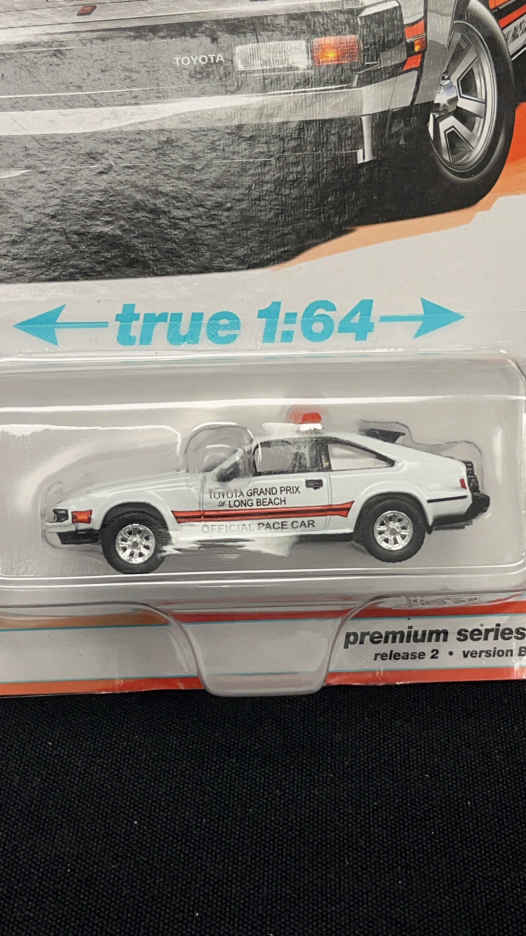 TOYOTA
true 1:64
TOYOTA GRAND PRIX
OF LONG BEACH
OFFICIAL PACE CAR
premium series
release 2 • version B